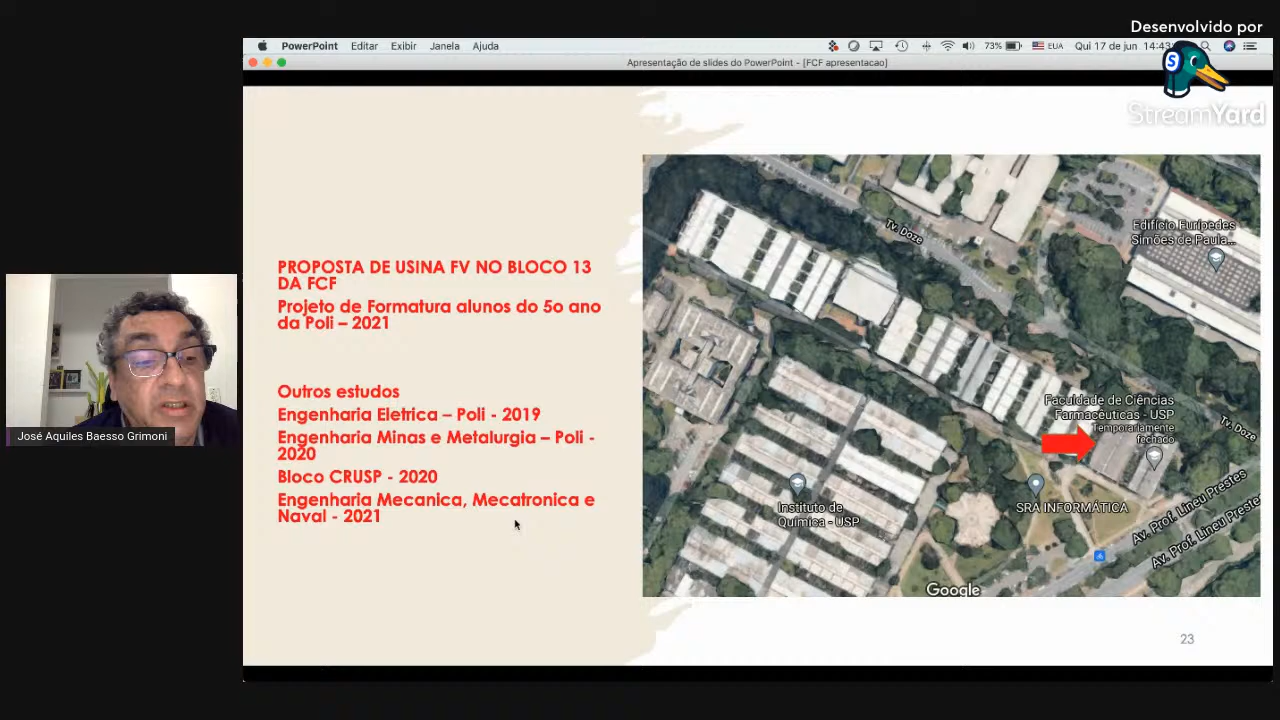 Desenvolvido por
StreamYard
PowerPoint Editar Exibir Janela Ajuda
73% EUA Qui 17 de jun 14:43
Apresentação de slides do PowerPoint - [FCF apresentacao]
PROPOSTA DE USINA FV NO BLOCO 13
DA FCF
Projeto de Formatura alunos do 5o ano
da Poli – 2021
Outros estudos
Engenharia Eletrica – Poli - 2019
Engenharia Minas e Metalurgia – Poli -
2020
Bloco CRUSP - 2020
Engenharia Mecanica, Mecatronica e
Naval - 2021
Tv. Doze
Edifício Eurípedes
Simões de Paula...
Faculdade de Ciências
Farmacêuticas - USP
Temporariamente
fechado
Tv. Doze
Instituto de
Química - USP
SRA INFORMÁTICA
Av. Prof. Lineu Prestes
Av. Prof. Lineu Prestes
Google
23
José Aquiles Baesso Grimoni